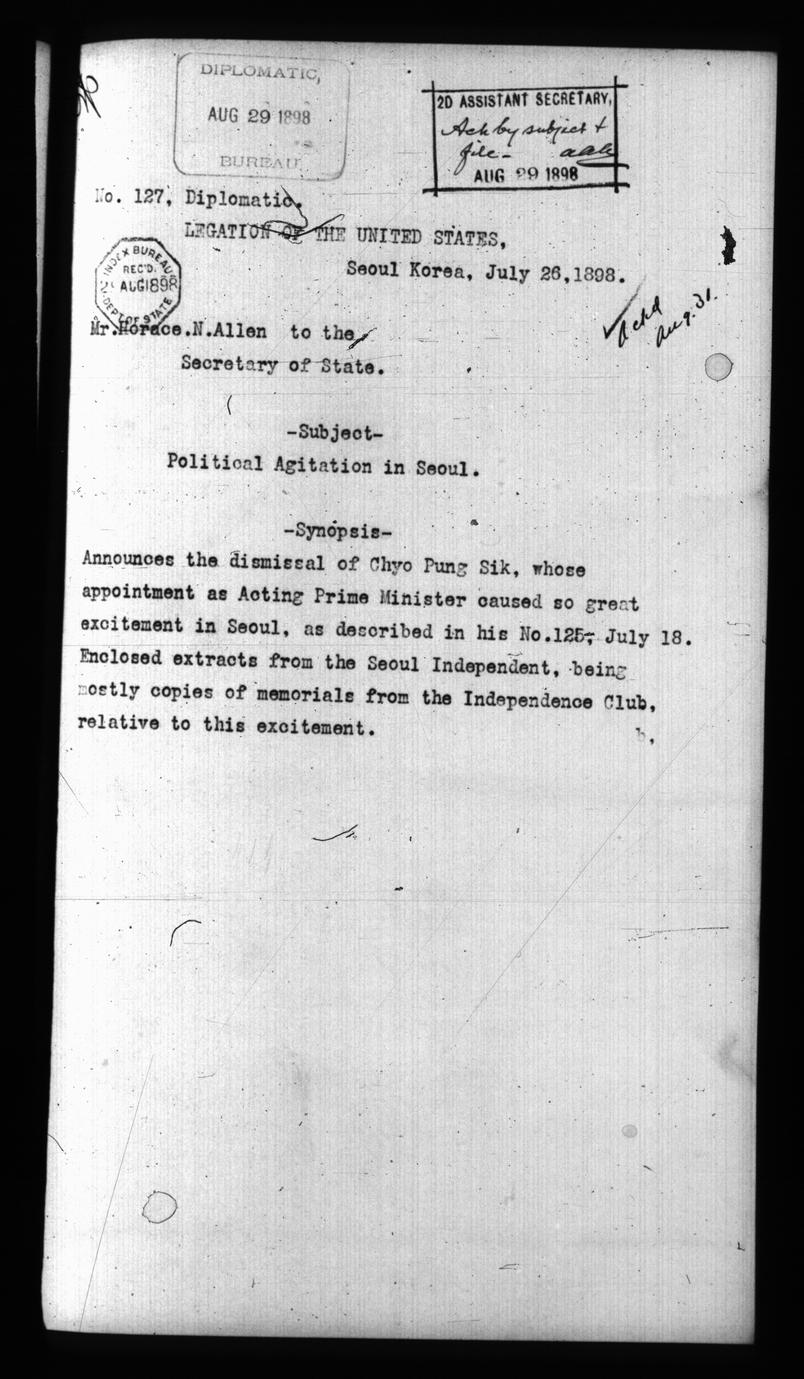 DIPLOMATIC,
AUG 29 1898
BUREAU
2D ASSISTANT SECRETARY,
Ack by subject +
file - aaa
AUG 29 1898
No. 127, Diplomatic.
LEGATION OF THE UNITED STATES,
Seoul Korea, July 26,1898.
INDEX BUREAU
REC'D.
AUG 1898
DEPT OF STATE
Ackd
Aug. 31.
Mr.Horace.N.Allen to the
Secretary of State.
-Subject-
Political Agitation in Seoul.
-Synopsis-
Announces the dismissal of Chyo Pung Sik, whose
appointment as Acting Prime Minister caused so great
excitement in Seoul, as described in his No.125, July 18.
Enclosed extracts from the Seoul Independent, being
mostly copies of memorials from the Independence Club,
relative to this excitement.
b,